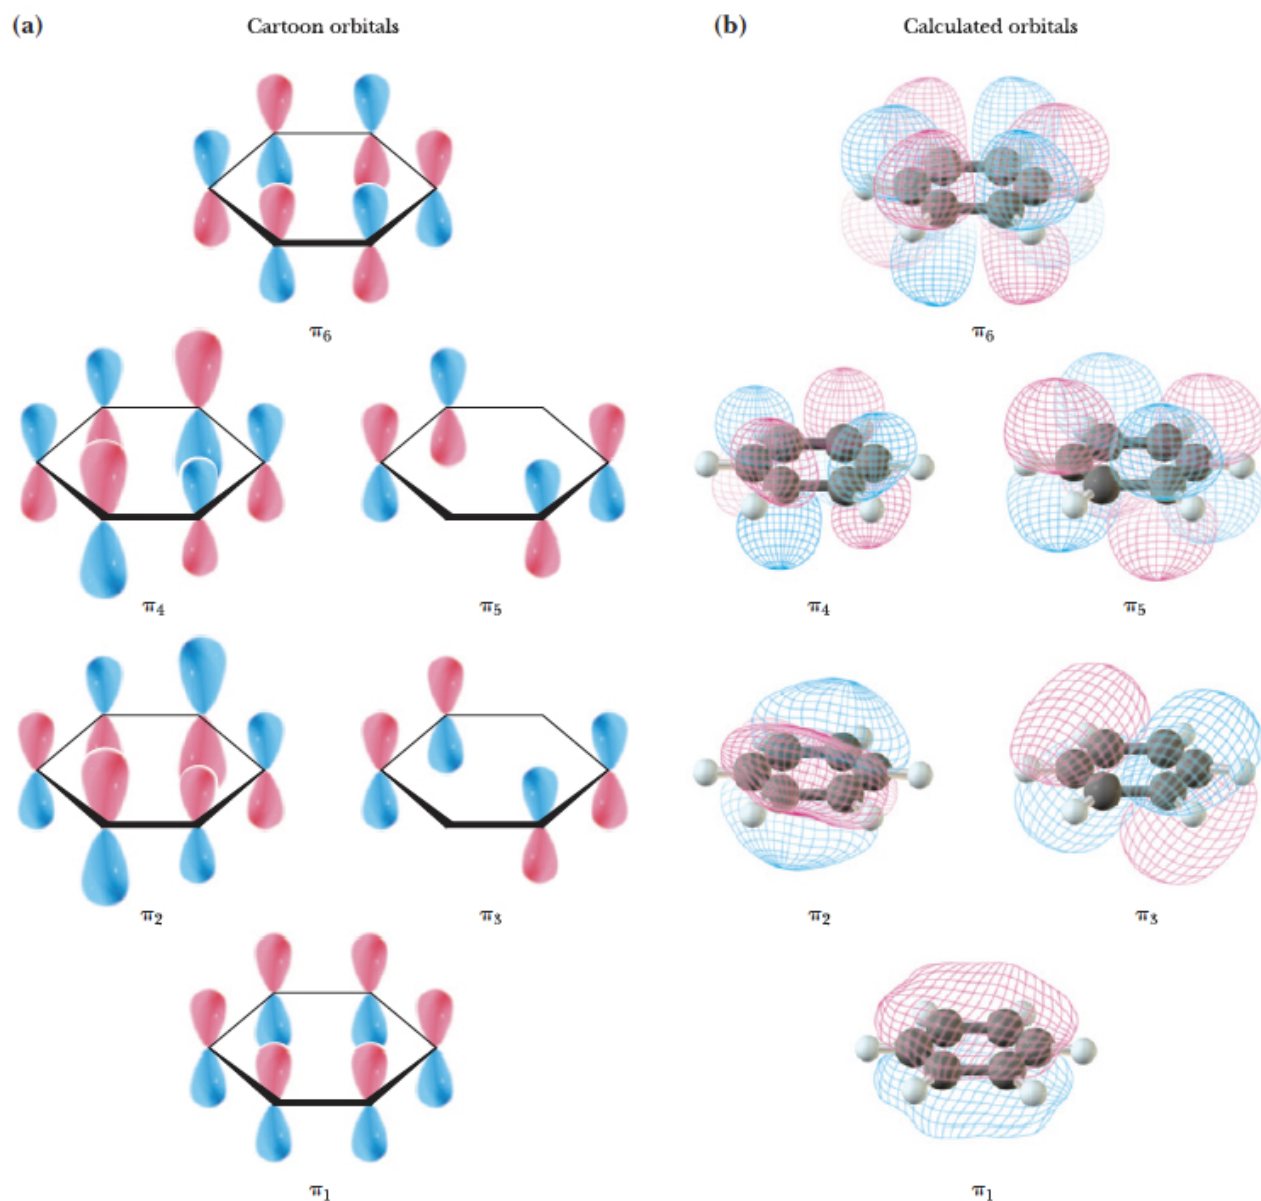 (a) Cartoon orbitals
(b) Calculated orbitals
π₆
π₆
π₄
π₅
π₄
π₅
π₂
π₃
π₂
π₃
π₁
π₁